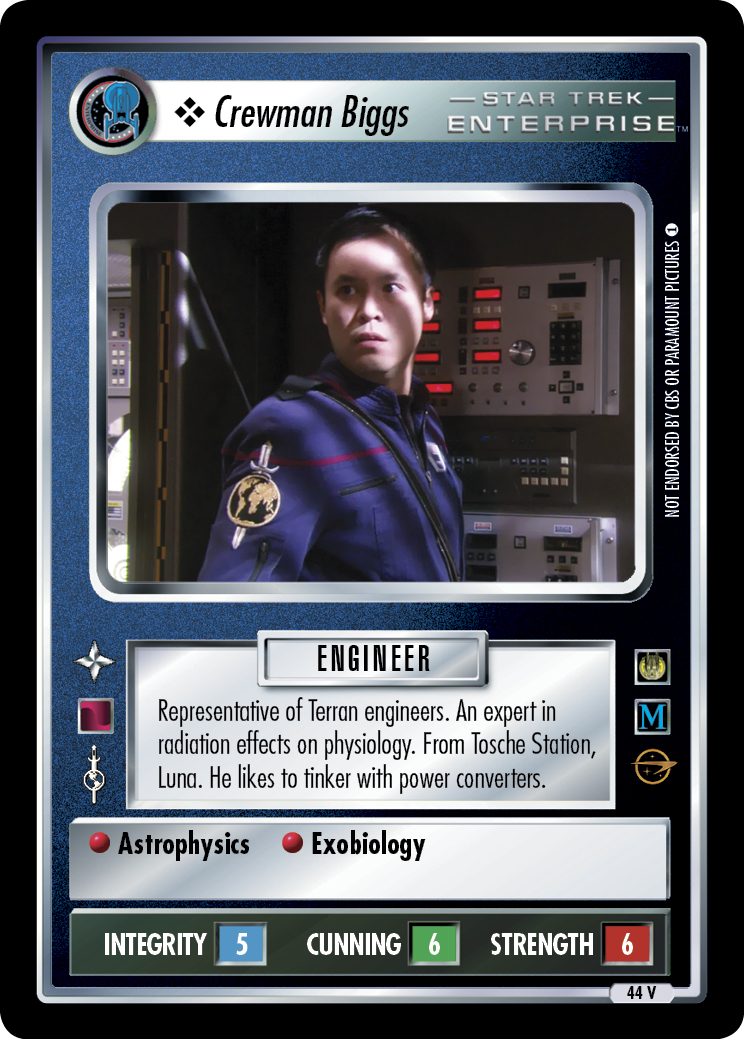 ❖ Crewman Biggs
STAR TREK
ENTERPRISE™
NOT ENDORSED BY CBS OR PARAMOUNT PICTURES 1
ENGINEER
Representative of Terran engineers. An expert in
radiation effects on physiology. From Tosche Station,
Luna. He likes to tinker with power converters.
M
Astrophysics Exobiology
INTEGRITY 5 CUNNING 6 STRENGTH 6
44 V